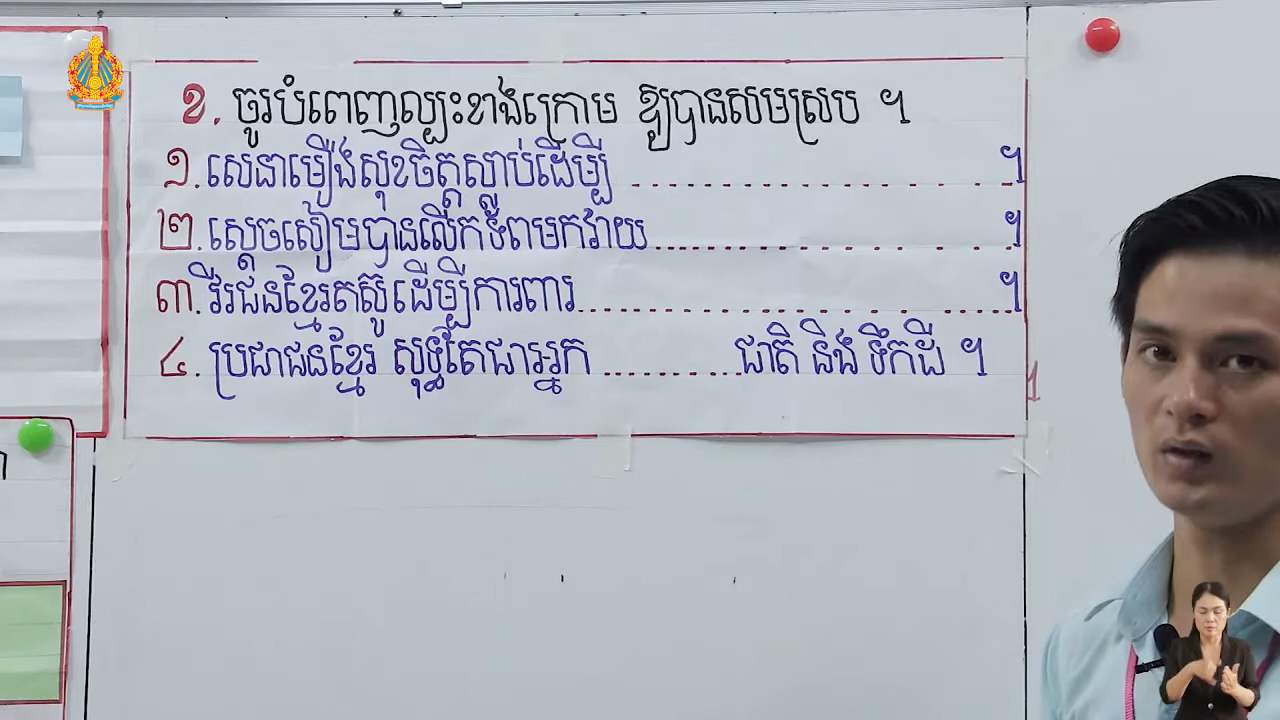 ខ. ចូរបំពេញល្បះខាងក្រោម ឱ្យបានសមស្រប ។
១. សេនាមឿងសុខចិត្តស្លាប់ដើម្បី ........................ ។
២. ស្ដេចសៀមបានលើកទ័ពមកវាយ........................ ។
៣. វីរជនខ្មែរតស៊ូដើម្បីការពារ........................ ។
៤. ប្រជាជនខ្មែរ សុទ្ធតែជាអ្នក ..........ជាតិ និង ទឹកដី ។